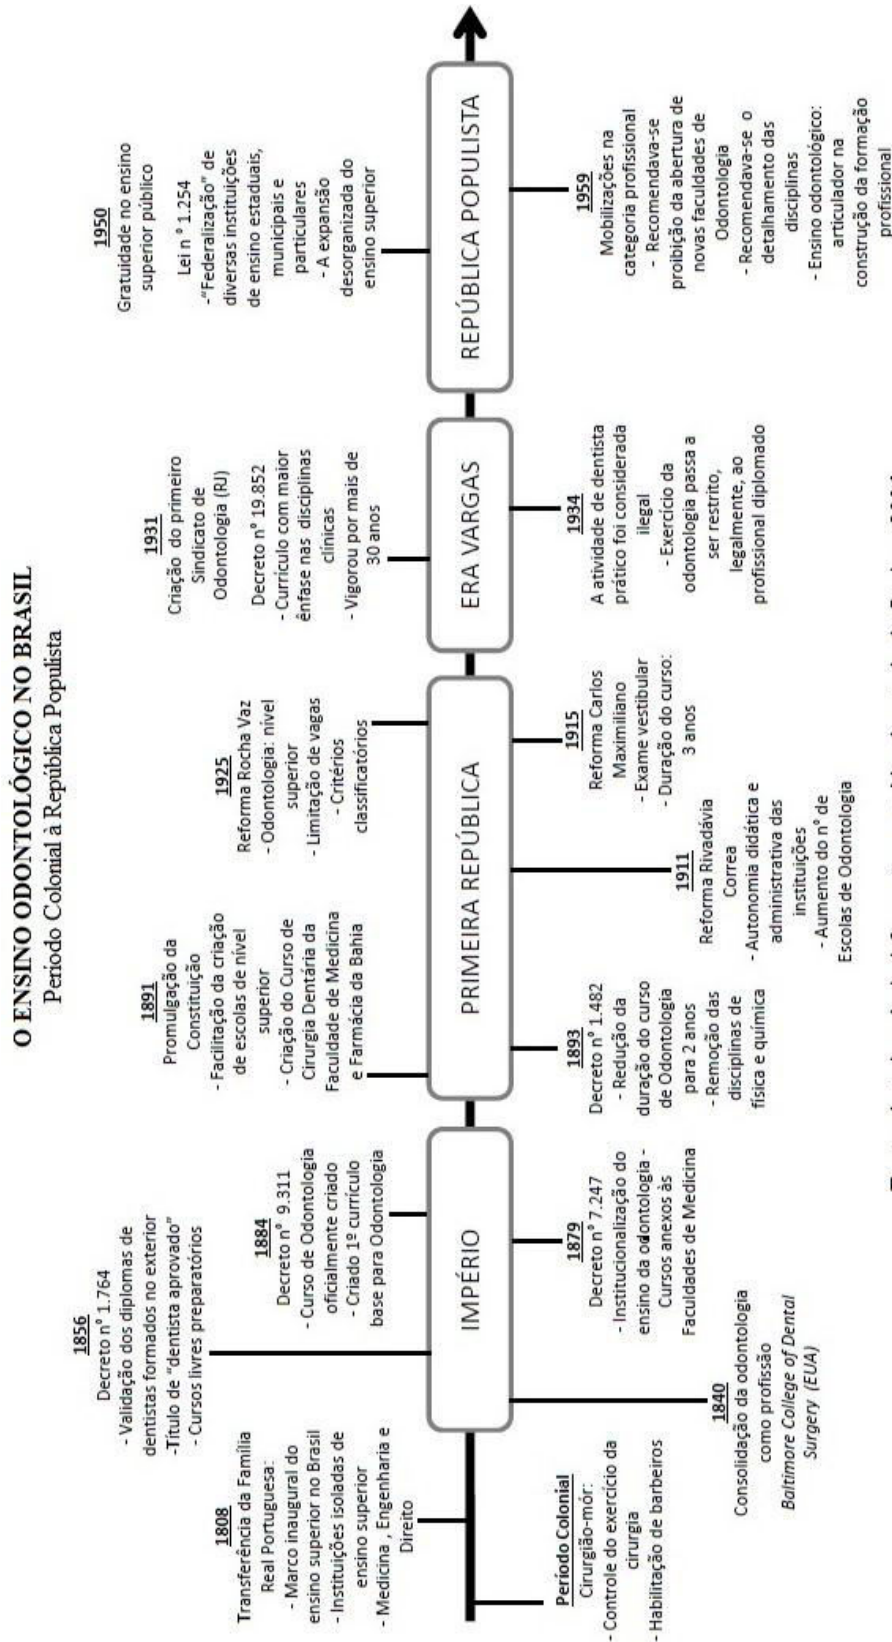 O ENSINO ODONTOLÓGICO NO BRASIL
Período Colonial à República Populista
Período Colonial
Cirurgião-mór:
- Controle do exercício da
cirurgia
- Habilitação de barbeiros
1808
Transferência da Família
Real Portuguesa:
- Marco inaugural do
ensino superior no Brasil
- Instituições isoladas de
ensino superior
- Medicina , Engenharia e
Direito
IMPÉRIO
1840
Consolidação da odontologia
como profissão
Baltimore College of Dental
Surgery (EUA)
1856
Decreto nº 1.764
- Validação dos diplomas de
dentistas formados no exterior
-Título de “dentista aprovado”
- Cursos livres preparatórios
1879
Decreto nº 7.247
- Institucionalização do
ensino da odontologia -
Cursos anexos às
Faculdades de Medicina
1884
Decreto nº 9.311
- Curso de Odontologia
oficialmente criado
- Criado 1º currículo
base para Odontologia
PRIMEIRA REPÚBLICA
1891
Promulgação da
Constituição
- Facilitação da criação
de escolas de nível
superior
- Criação do Curso de
Cirurgia Dentária da
Faculdade de Medicina
e Farmácia da Bahia
1893
Decreto nº 1.482
- Redução da
duração do curso
de Odontologia
para 2 anos
- Remoção das
disciplinas de
física e química
1911
Reforma Rivadávia
Correa
- Autonomia didática e
administrativa das
instituições
- Aumento do nº de
Escolas de Odontologia
1915
Reforma Carlos
Maximiliano
- Exame vestibular
- Duração do curso:
3 anos
1925
Reforma Rocha Vaz
- Odontologia: nível
superior
- Limitação de vagas
- Critérios
classificatórios
ERA VARGAS
1931
Criação do primeiro
Sindicato de
Odontologia (RJ)
Decreto nº 19.852
- Currículo com maior
ênfase nas disciplinas
clínicas
- Vigorou por mais de
30 anos
1934
A atividade de dentista
prático foi considerada
ilegal
- Exercício da
odontologia passa a
ser restrito,
legalmente, ao
profissional diplomado
REPÚBLICA POPULISTA
1950
Gratuidade no ensino
superior público
Lei n º 1.254
-“Federalização” de
diversas instituições
de ensino estaduais,
municipais e
particulares
- A expansão
desorganizada do
ensino superior
1959
Mobilizações na
categoria profissional
- Recomendava-se
proibição da abertura de
novas faculdades de
Odontologia
- Recomendava-se o
detalhamento das
disciplinas
- Ensino odontológico:
articulador na
construção da formação
profissional